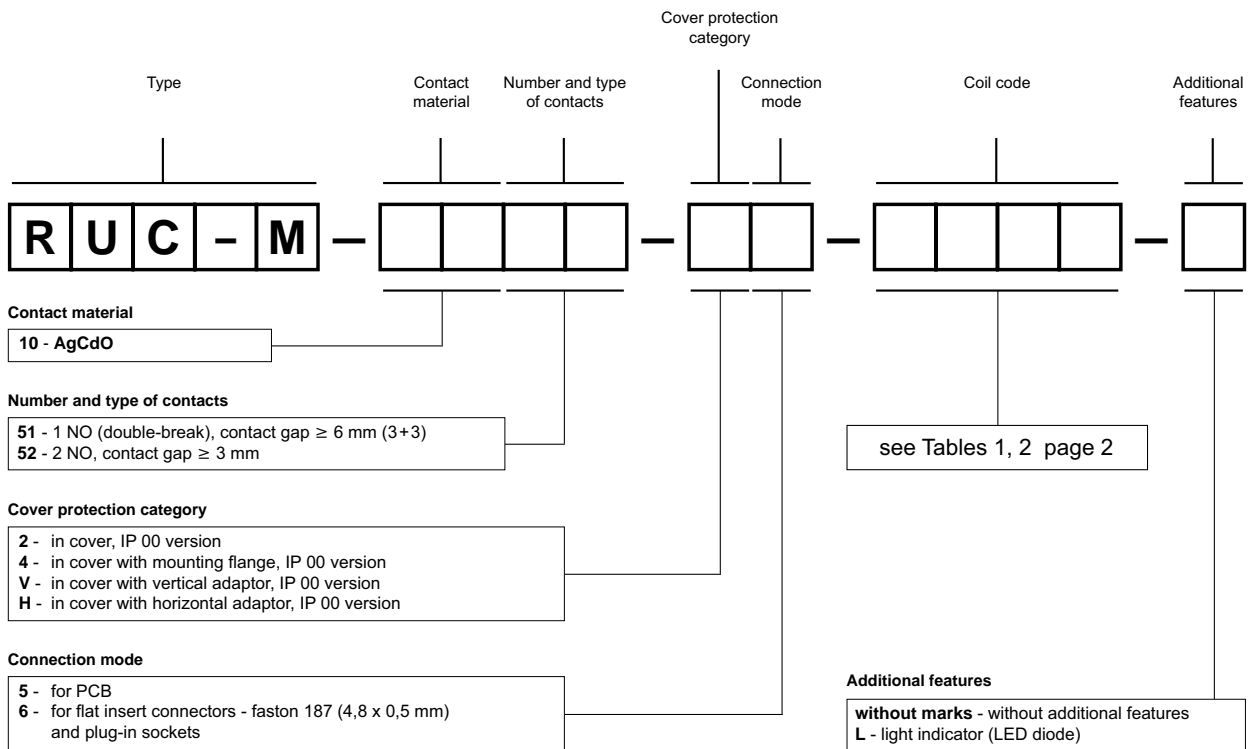 Cover protection
category
Type
Contact
material
Number and type
of contacts
Connection
mode
Coil code
Additional
features
R U C – M – – – –
Contact material
10 - AgCdO
Number and type of contacts
51 - 1 NO (double-break), contact gap ≥ 6 mm (3+3)
52 - 2 NO, contact gap ≥ 3 mm
see Tables 1, 2 page 2
Cover protection category
2 - in cover, IP 00 version
4 - in cover with mounting flange, IP 00 version
V - in cover with vertical adaptor, IP 00 version
H - in cover with horizontal adaptor, IP 00 version
Connection mode
5 - for PCB
6 - for flat insert connectors - faston 187 (4,8 x 0,5 mm)
and plug-in sockets
Additional features
without marks - without additional features
L - light indicator (LED diode)